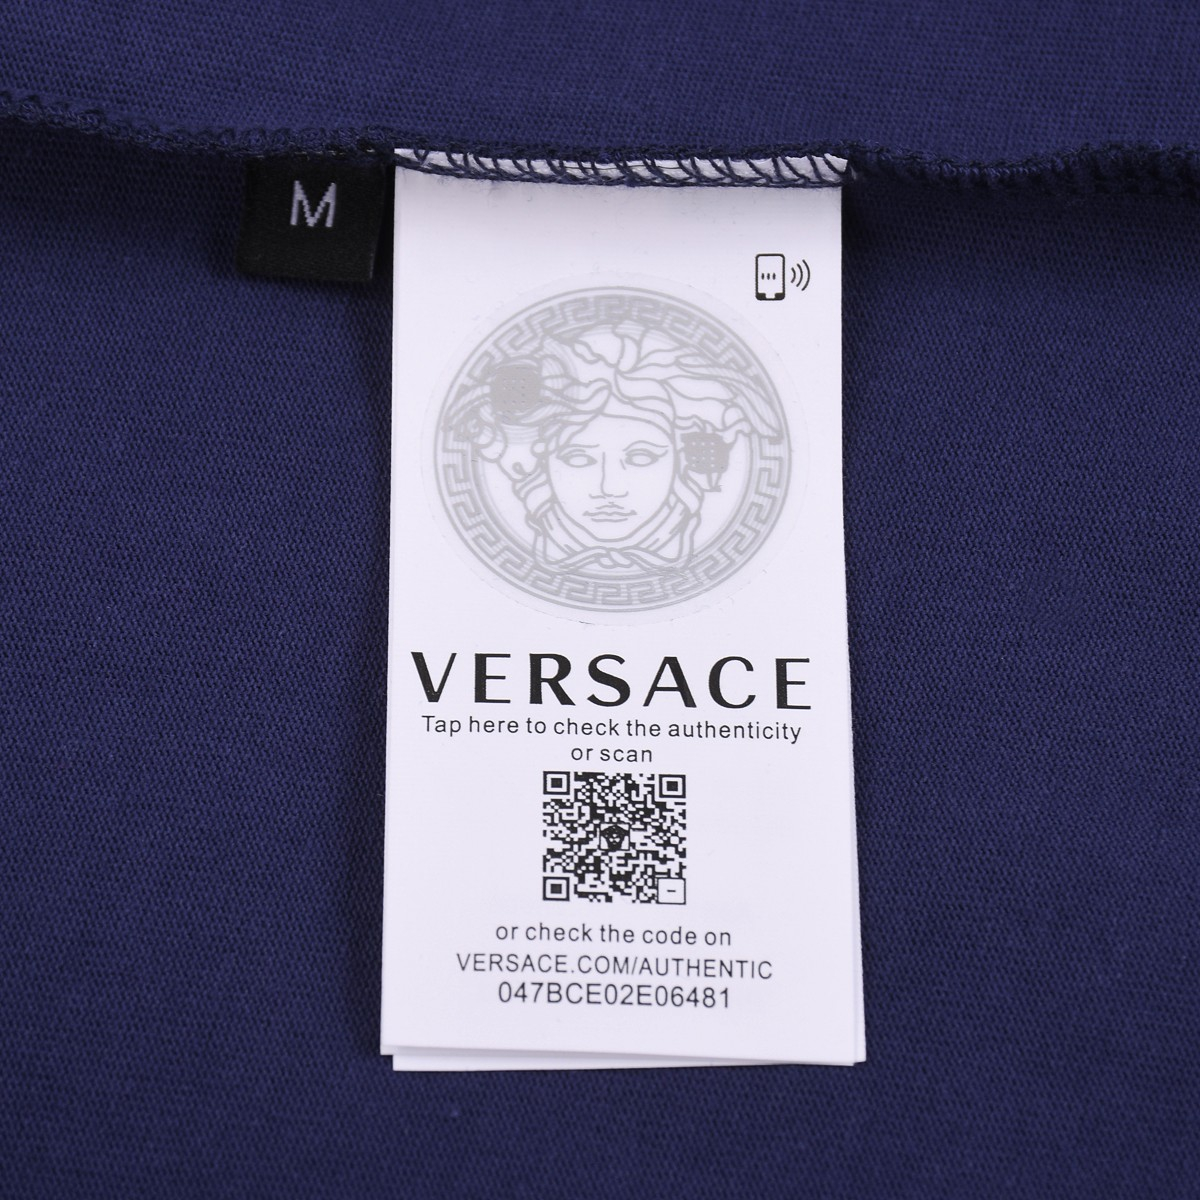 M
VERSACE
Tap here to check the authenticity
or scan
or check the code on
VERSACE.COM/AUTHENTIC
047BCE02E06481